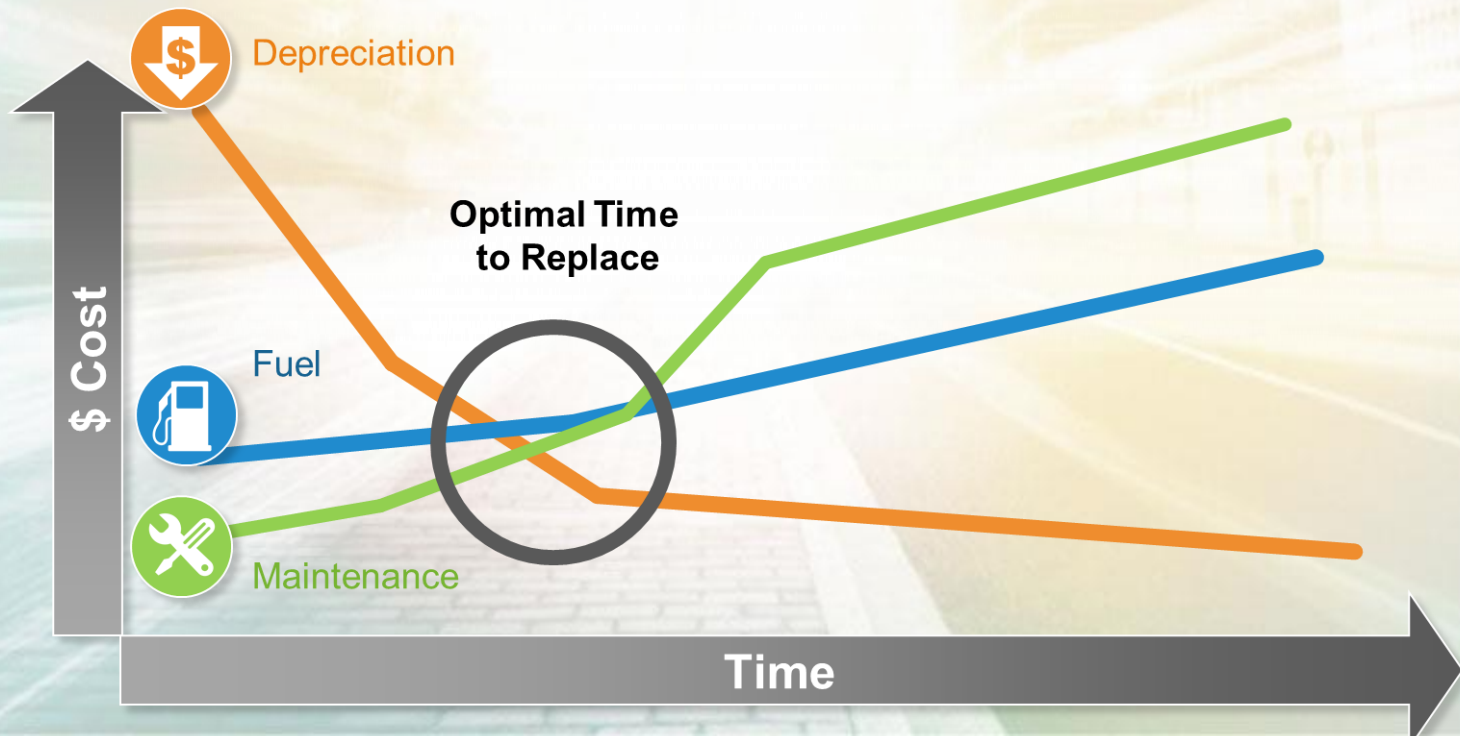 $
Depreciation
Optimal Time
to Replace
$ Cost
Fuel
Maintenance
Time